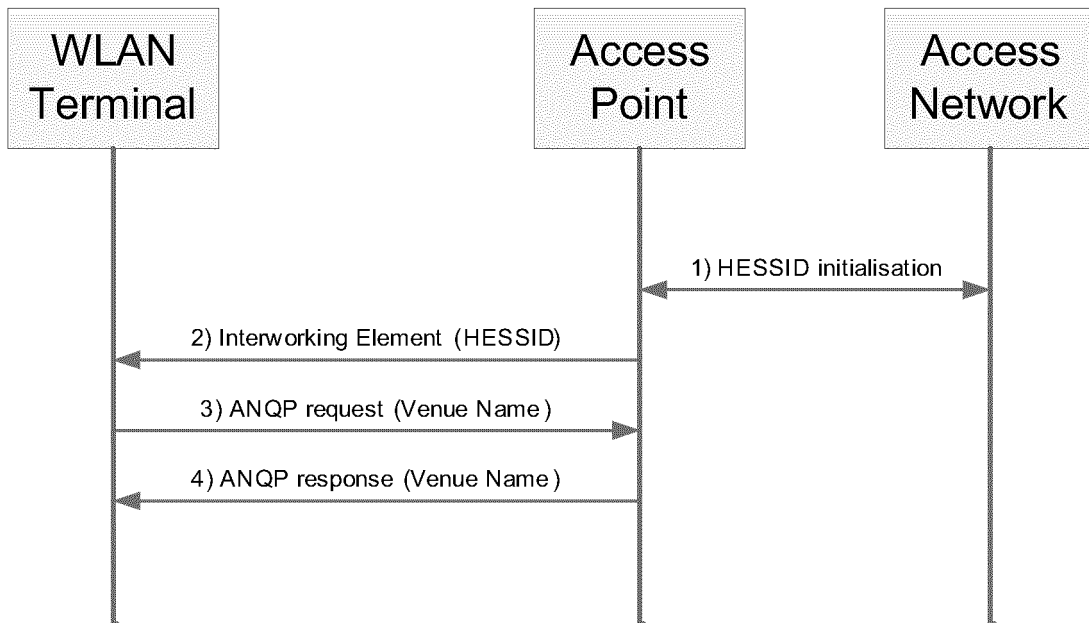 WLAN
Terminal
Access
Point
Access
Network
1) HESSID initialisation
2) Interworking Element (HESSID)
3) ANQP request (Venue Name)
4) ANQP response (Venue Name)